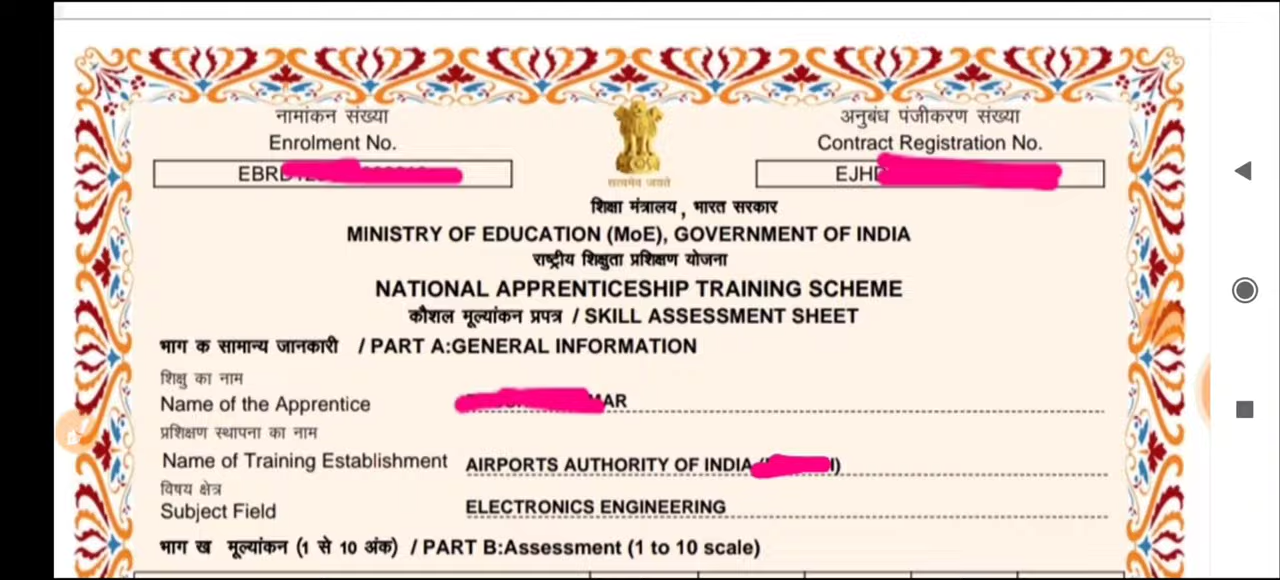 नामांकन संख्या
Enrolment No.
EBR
सत्यमेव जयते
अनुबंध पंजीकरण संख्या
Contract Registration No.
EJH
शिक्षा मंत्रालय, भारत सरकार
MINISTRY OF EDUCATION (MoE), GOVERNMENT OF INDIA
राष्ट्रीय शिक्षुता प्रशिक्षण योजना
NATIONAL APPRENTICESHIP TRAINING SCHEME
कौशल मूल्यांकन प्रपत्र / SKILL ASSESSMENT SHEET
भाग क सामान्य जानकारी / PART A:GENERAL INFORMATION
शिक्षु का नाम
Name of the Apprentice AR
प्रशिक्षण स्थापना का नाम
Name of Training Establishment AIRPORTS AUTHORITY OF INDIA
विषय क्षेत्र
Subject Field ELECTRONICS ENGINEERING
भाग ख मूल्यांकन (1 से 10 अंक) / PART B:Assessment (1 to 10 scale)